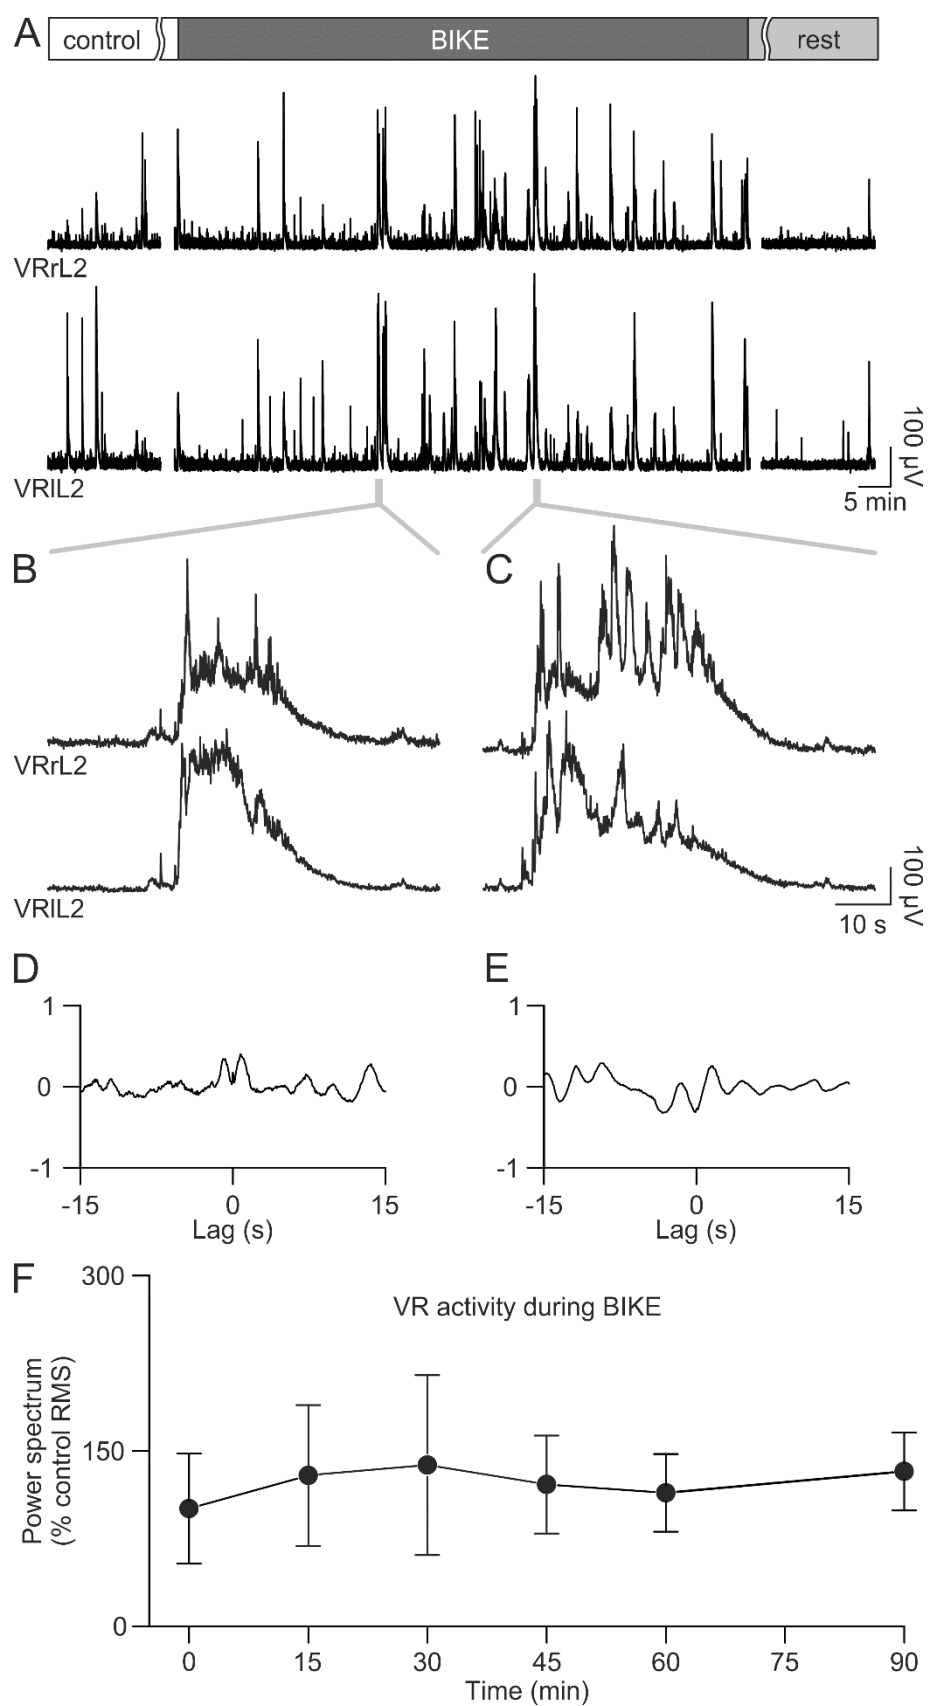 A
control BIKE rest
VRrL2
VRlL2
100 µV
5 min
B C
VRrL2
VRlL2
100 µV
10 s
D E
1 1
0 0
-1 -1
-15 0 15 -15 0 15
Lag (s) Lag (s)
F
300
VR activity during BIKE
Power spectrum
(% control RMS)
150
0
0 15 30 45 60 75 90
Time (min)